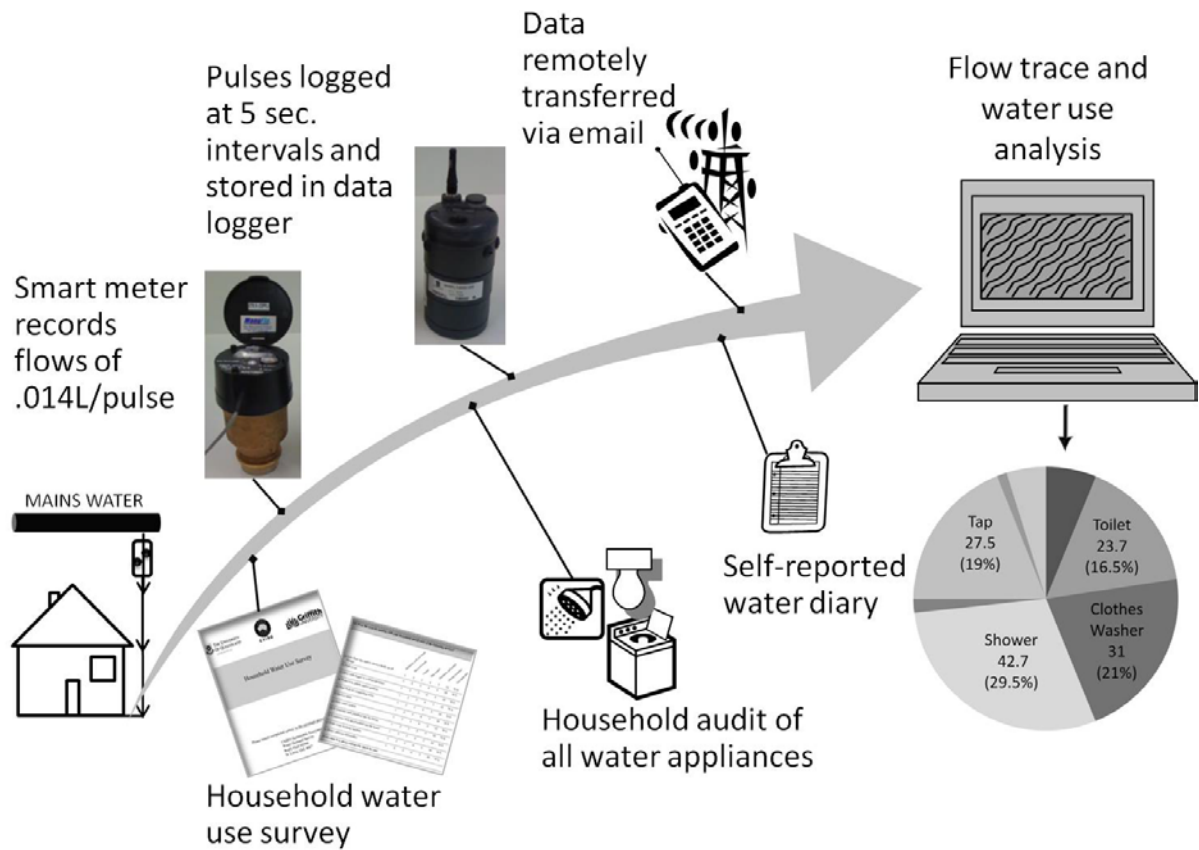 Data
remotely
transferred
via email
Pulses logged
at 5 sec.
intervals and
stored in data
logger
Flow trace and
water use
analysis
Smart meter
records
flows of
.014L/pulse
MAINS WATER
Tap
27.5
(19%)
Toilet
23.7
(16.5%)
Clothes
Washer
31
(21%)
Shower
42.7
(29.5%)
Self-reported
water diary
Griffith
Household Water Use Survey
Household audit of
all water appliances
Household water
use survey